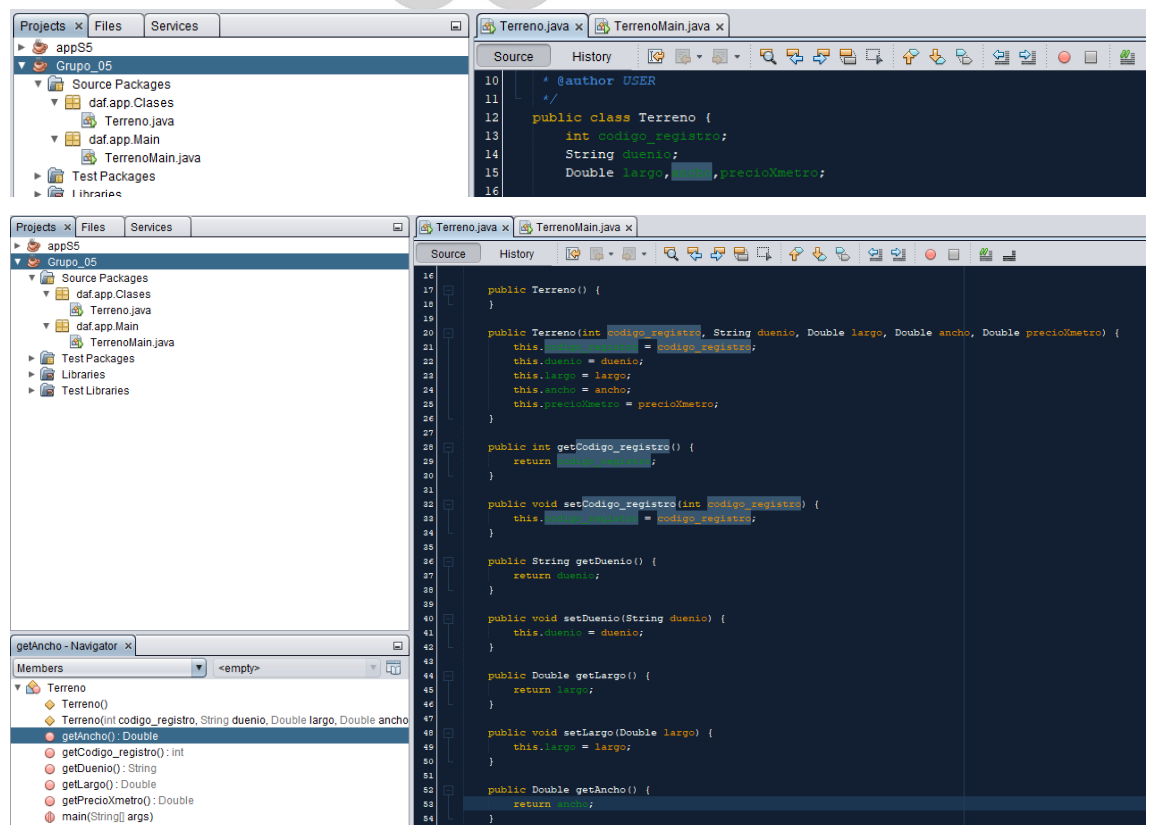 Projects × Files Services
appS5
Grupo_05
Source Packages
daf.app.Clases
Terreno.java
daf.app.Main
TerrenoMain.java
Test Packages
Libraries
Terreno.java × TerrenoMain.java ×
Source History
10 * @author USER
11 */
12 public class Terreno {
13 int codigo_registro;
14 String duenio;
15 Double largo, ,precioXmetro;
16
Projects × Files Services
appS5
Grupo_05
Source Packages
daf.app.Clases
Terreno.java
daf.app.Main
TerrenoMain.java
Test Packages
Libraries
Test Libraries
getAncho - Navigator ×
Members <empty>
Terreno
Terreno()
Terreno(int codigo_registro, String duenio, Double largo, Double ancho
getAncho() : Double
getCodigo_registro() : int
getDuenio() : String
getLargo() : Double
getPrecioXmetro() : Double
main(String[] args)
Terreno.java × TerrenoMain.java ×
Source History
16
17 public Terreno() {
18 }
19
20 public Terreno(int codigo_registro, String duenio, Double largo, Double ancho, Double precioXmetro) {
21 this. = codigo_registro;
22 this.duenio = duenio;
23 this.largo = largo;
24 this.ancho = ancho;
25 this.precioXmetro = precioXmetro;
26 }
27
28 public int getCodigo_registro() {
29 return ;
30 }
31
32 public void setCodigo_registro(int codigo_registro) {
33 this. = codigo_registro;
34 }
35
36 public String getDuenio() {
37 return duenio;
38 }
39
40 public void setDuenio(String duenio) {
41 this.duenio = duenio;
42 }
43
44 public Double getLargo() {
45 return largo;
46 }
47
48 public void setLargo(Double largo) {
49 this.largo = largo;
50 }
51
52 public Double getAncho() {
53 return ancho;
54 }